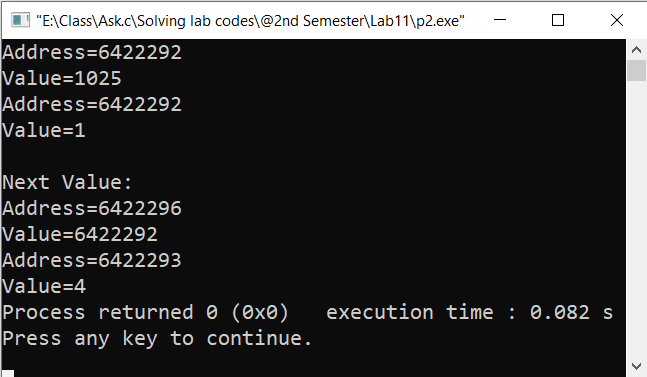 "E:\Class\Ask.c\Solving lab codes\@2nd Semester\Lab11\p2.exe"
Address=6422292
Value=1025
Address=6422292
Value=1

Next Value:
Address=6422296
Value=6422292
Address=6422293
Value=4
Process returned 0 (0x0)   execution time : 0.082 s
Press any key to continue.